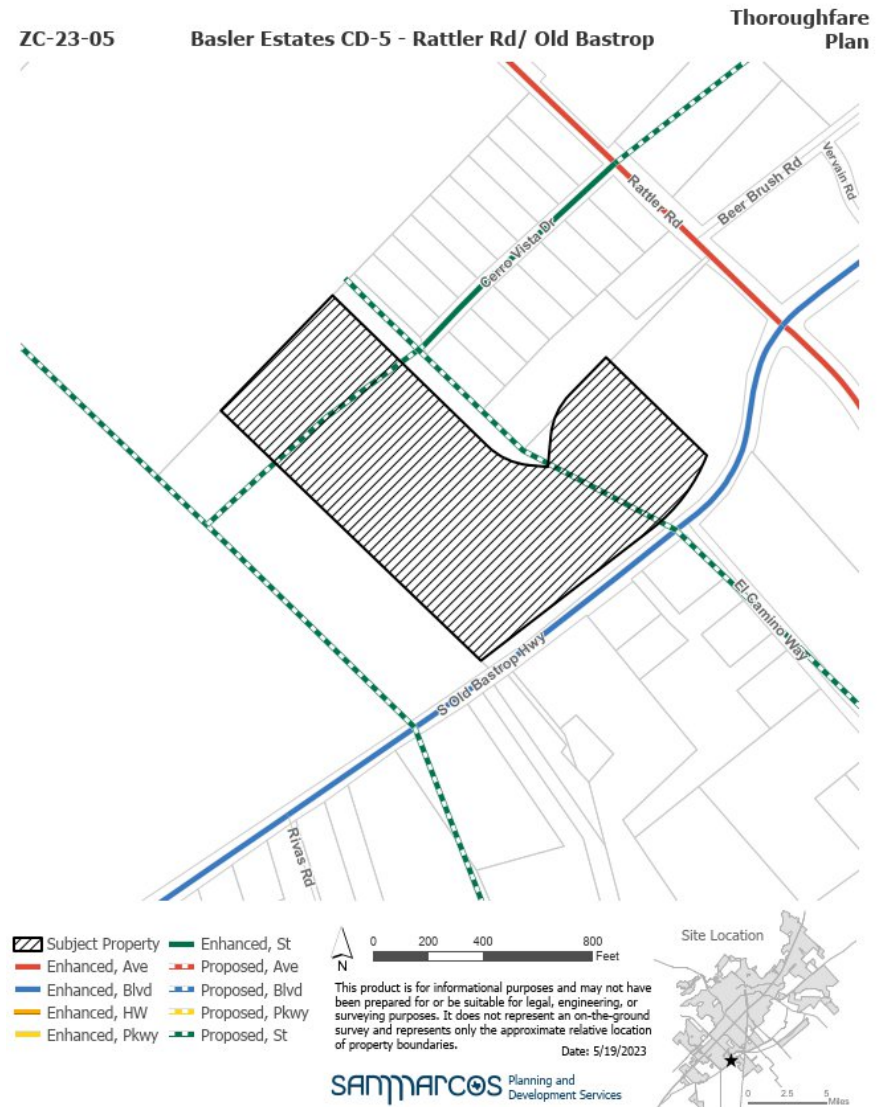 ZC-23-05
Basler Estates CD-5 - Rattler Rd/ Old Bastrop
Thoroughfare
Plan
Rattler Rd
Beer Brush Rd
Vervain Rd
Cerro Vista Dr
El Camino Way
S Old Bastrop Hwy
Rivas Rd
Subject Property
Enhanced, Ave
Enhanced, Blvd
Enhanced, HW
Enhanced, Pkwy
Enhanced, St
Proposed, Ave
Proposed, Blvd
Proposed, Pkwy
Proposed, St
N
0 200 400 800
Feet
This product is for informational purposes and may not have
been prepared for or be suitable for legal, engineering, or
surveying purposes. It does not represent an on-the-ground
survey and represents only the approximate relative location
of property boundaries.
Date: 5/19/2023
SAN MARCOS
Planning and
Development Services
Site Location
0 2.5 5
Miles